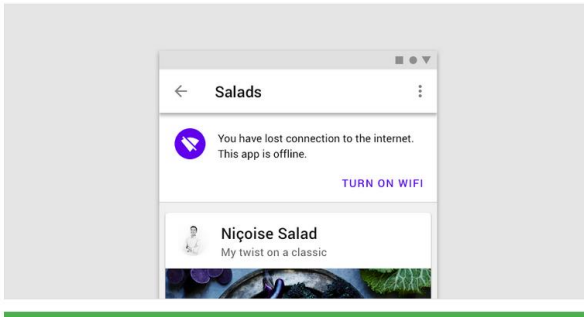 Salads
You have lost connection to the internet.
This app is offline.
TURN ON WIFI
Niçoise Salad
My twist on a classic